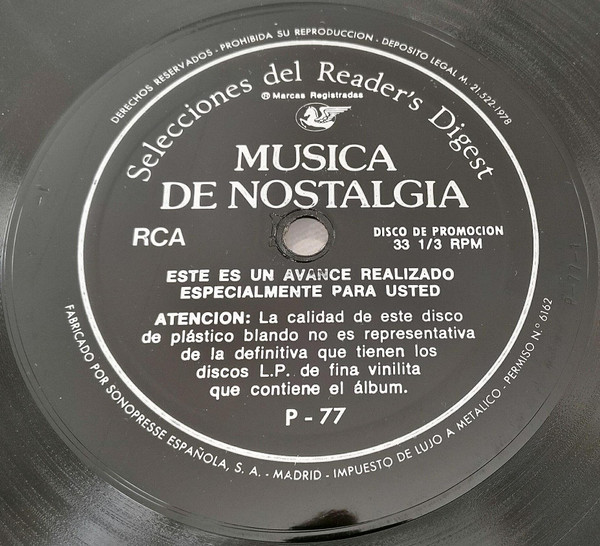 DERECHOS RESERVADOS - PROHIBIDA SU REPRODUCCION - DEPOSITO LEGAL M. 21.522-1978
Selecciones del Reader's Digest
® Marcas Registradas
MUSICA
DE NOSTALGIA
RCA
DISCO DE PROMOCION
33 1/3 RPM
ESTE ES UN AVANCE REALIZADO
ESPECIALMENTE PARA USTED
ATENCION: La calidad de este disco
de plástico blando no es representativa
de la definitiva que tienen los
discos L.P. de fina vinilita
que contiene el álbum.
P - 77
FABRICADO POR SONOPRESSE ESPAÑOLA, S. A. - MADRID - IMPUESTO DE LUJO A METALICO - PERMISO N.º 6162